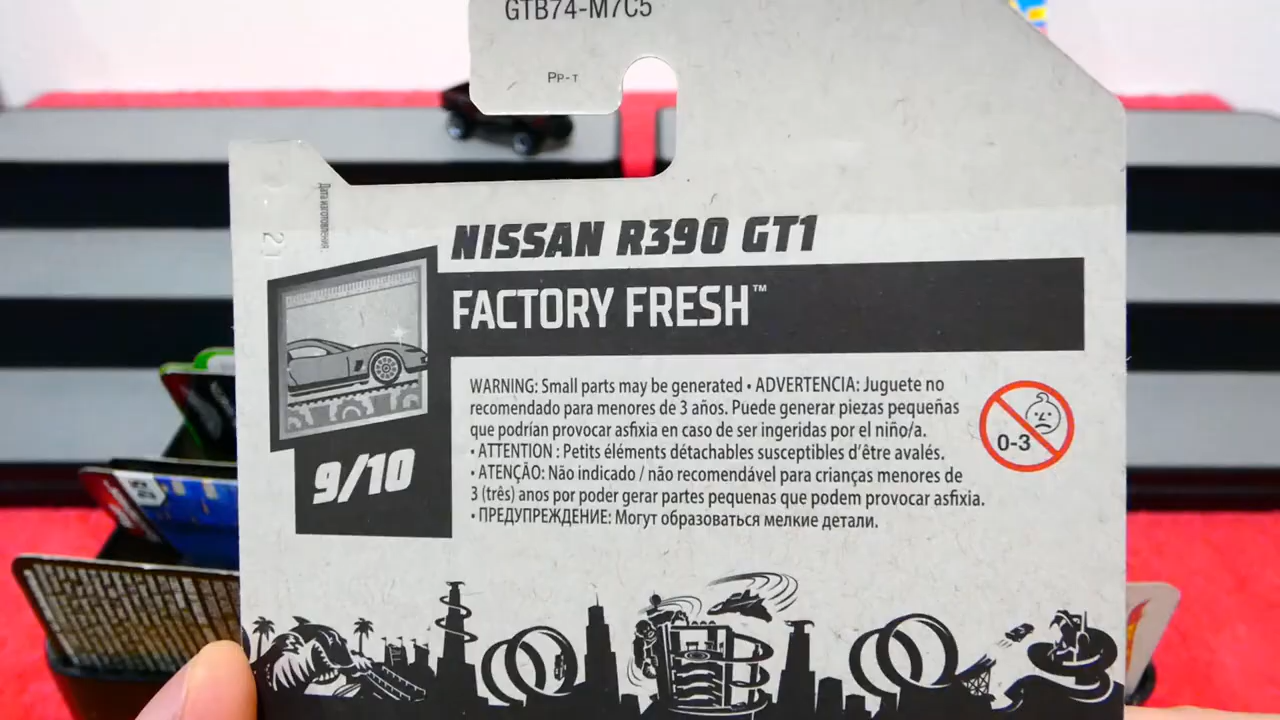 GTB74-M7C5
Pp-т
Дата изготовления
21
NISSAN R390 GT1
FACTORY FRESH™
9/10
WARNING: Small parts may be generated • ADVERTENCIA: Juguete no
recomendado para menores de 3 años. Puede generar piezas pequeñas
que podrían provocar asfixia en caso de ser ingeridas por el niño/a.
• ATTENTION : Petits éléments détachables susceptibles d'être avalés.
• ATENÇÃO: Não indicado / não recomendável para crianças menores de
3 (três) anos por poder gerar partes pequenas que podem provocar asfixia.
• ПРЕДУПРЕЖДЕНИЕ: Могут образоваться мелкие детали.
0-3